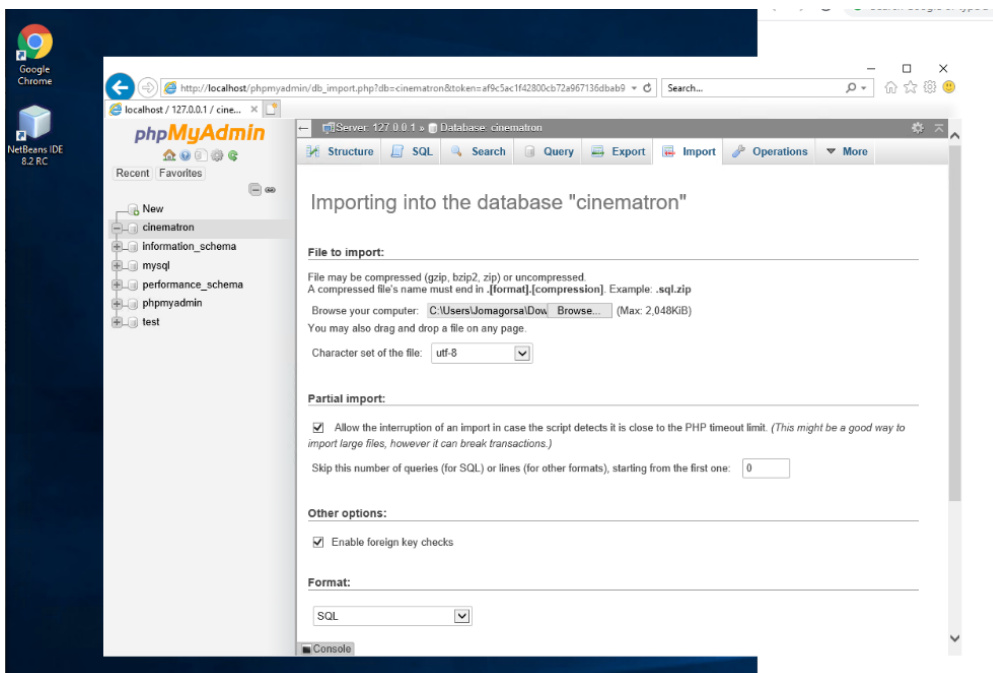 Google
Chrome
NetBeans IDE
8.2 RC
http://localhost/phpmyadmin/db_import.php?db=cinematron&token=af9c5ac1f42800cb72a967136dbab9
Search...
localhost / 127.0.0.1 / cine...
phpMyAdmin
Recent Favorites
New
cinematron
information_schema
mysql
performance_schema
phpmyadmin
test
Server: 127.0.0.1 » Database: cinematron
Structure SQL Search Query Export Import Operations More
Importing into the database "cinematron"
File to import:
File may be compressed (gzip, bzip2, zip) or uncompressed.
A compressed file's name must end in .[format].[compression]. Example: .sql.zip
Browse your computer: C:\Users\Jomagorsa\Dow Browse... (Max: 2,048KiB)
You may also drag and drop a file on any page.
Character set of the file: utf-8
Partial import:
Allow the interruption of an import in case the script detects it is close to the PHP timeout limit. (This might be a good way to
import large files, however it can break transactions.)
Skip this number of queries (for SQL) or lines (for other formats), starting from the first one: 0
Other options:
Enable foreign key checks
Format:
SQL
Console